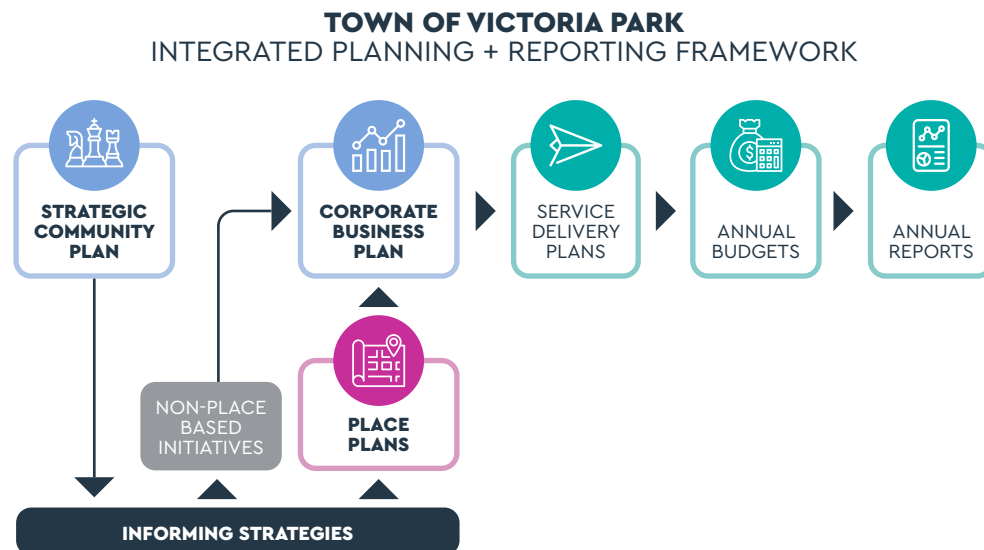 TOWN OF VICTORIA PARK
INTEGRATED PLANNING + REPORTING FRAMEWORK
STRATEGIC
COMMUNITY
PLAN
CORPORATE
BUSINESS
PLAN
SERVICE
DELIVERY
PLANS
$
ANNUAL
BUDGETS
ANNUAL
REPORTS
NON-PLACE
BASED
INITIATIVES
PLACE
PLANS
INFORMING STRATEGIES